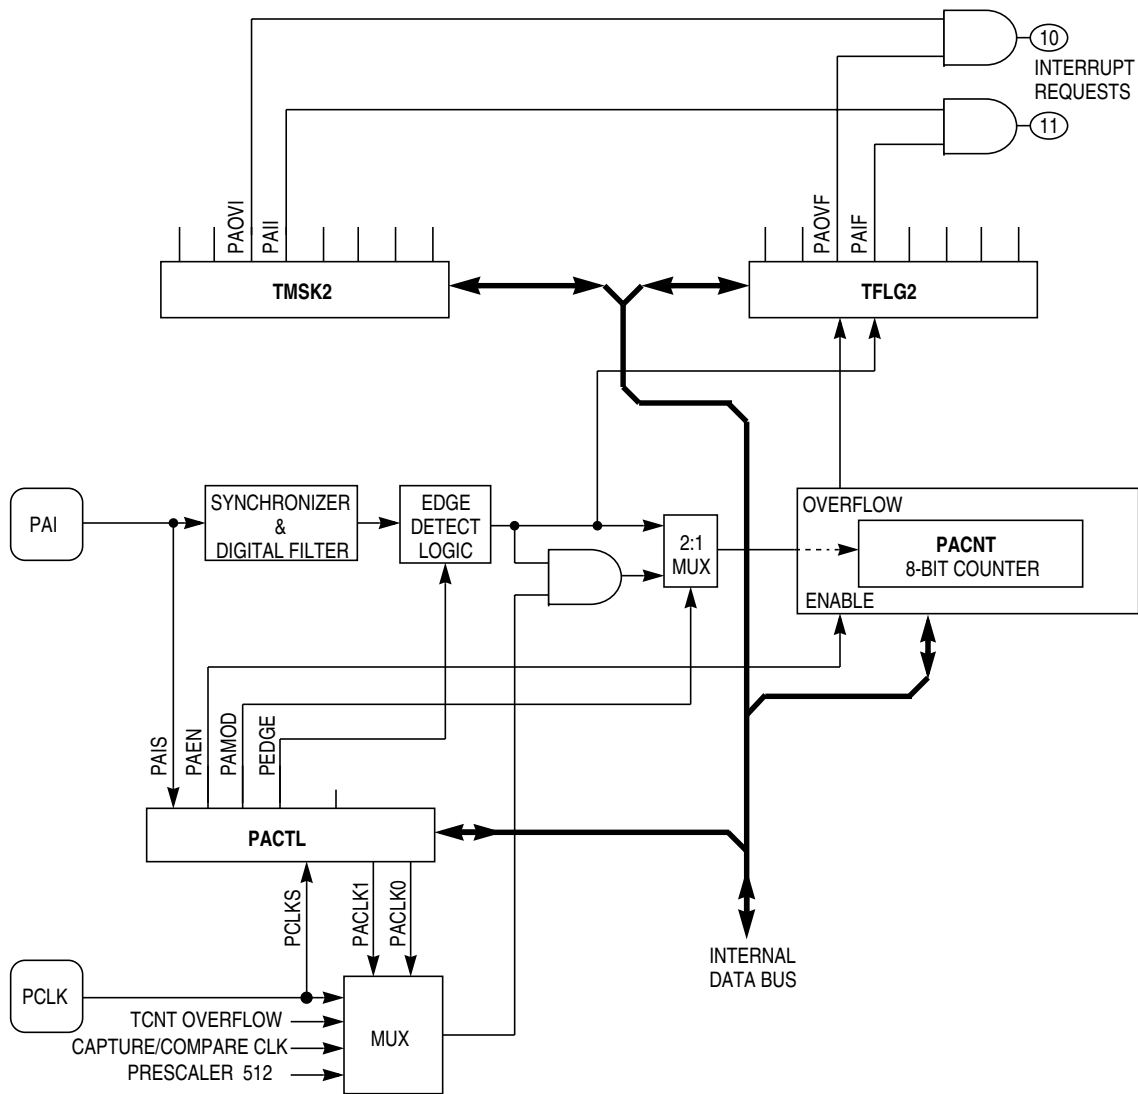 10
INTERRUPT
REQUESTS
11
PAOVI
PAII
PAOVF
PAIF
TMSK2
TFLG2
PAI
SYNCHRONIZER
&
DIGITAL FILTER
EDGE
DETECT
LOGIC
2:1
MUX
OVERFLOW
PACNT
8-BIT COUNTER
ENABLE
PAIS
PAEN
PAMOD
PEDGE
PACTL
PCLKS
PACLK1
PACLK0
INTERNAL
DATA BUS
PCLK
TCNT OVERFLOW
CAPTURE/COMPARE CLK
PRESCALER 512
MUX